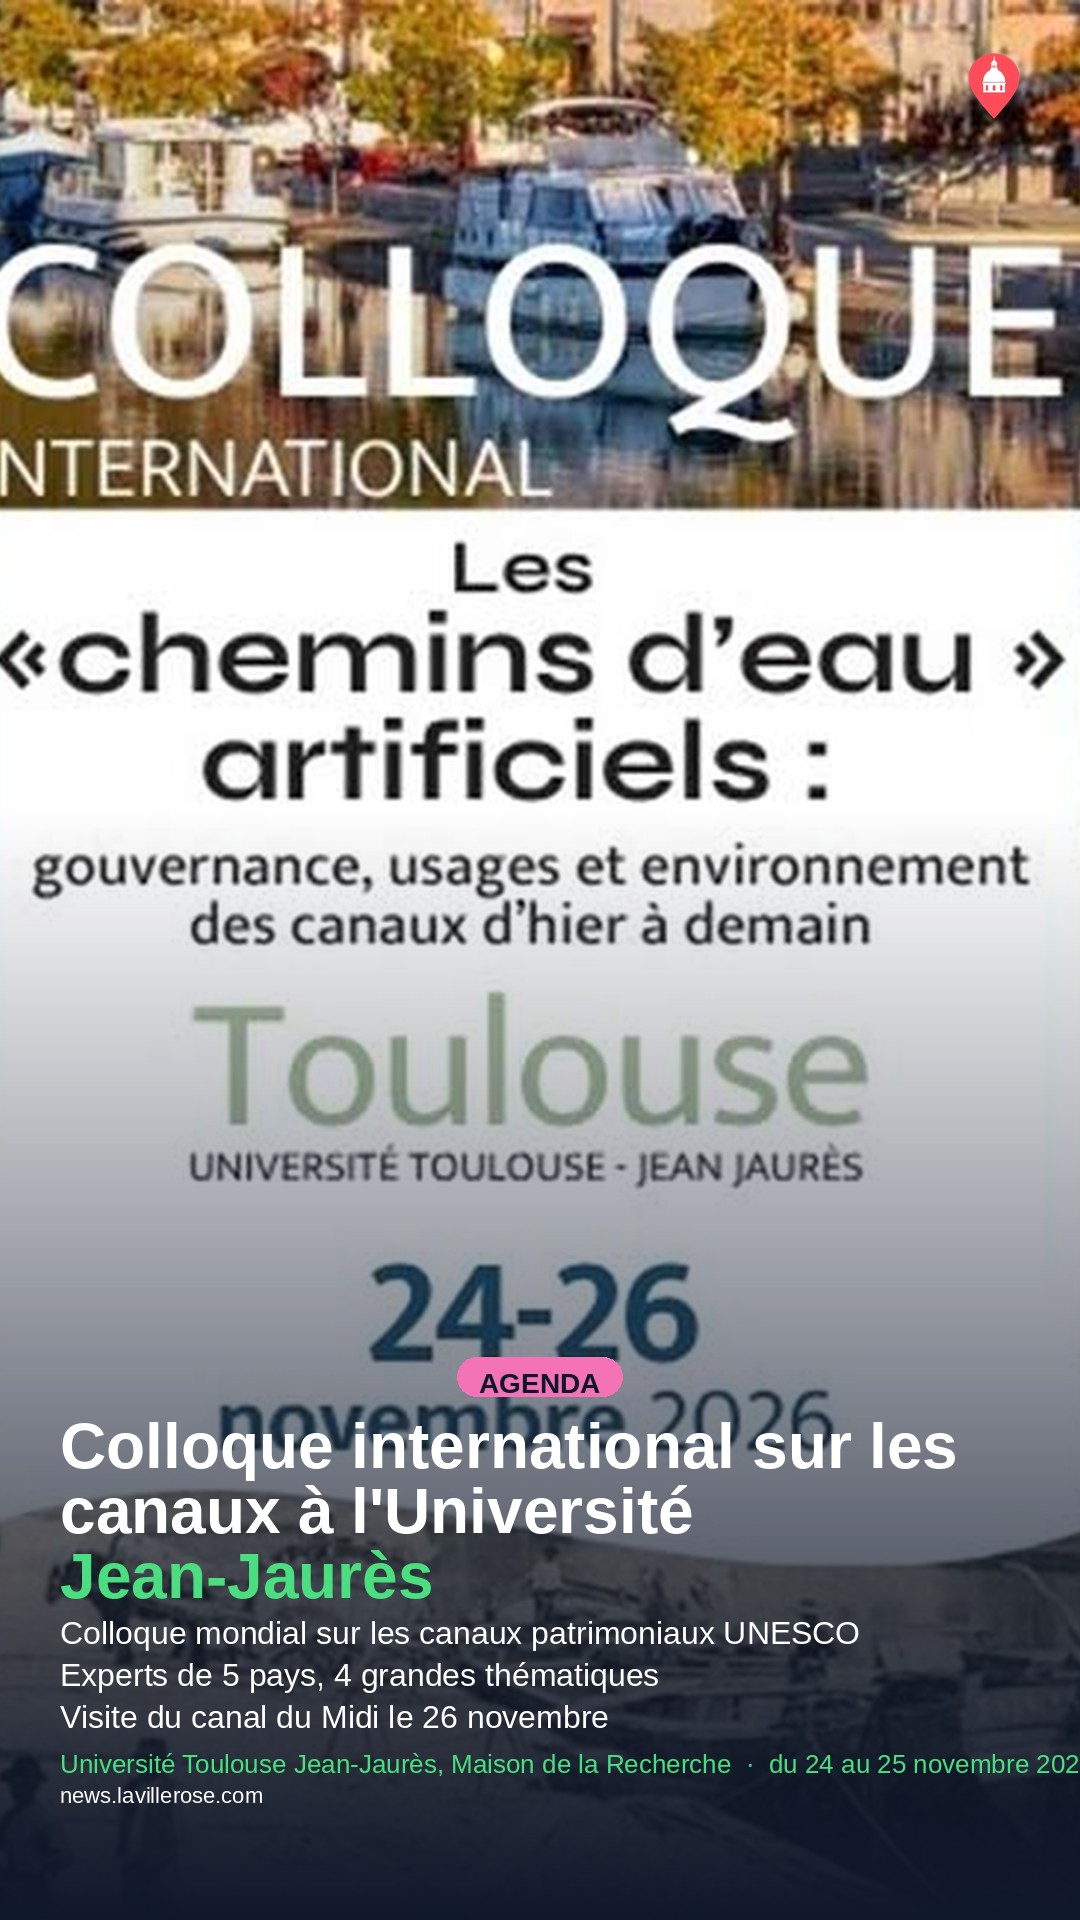 COLLOQUE
NTERNATIONAL
Les
«chemins d’eau »
artificiels :
gouvernance, usages et environnement
des canaux d’hier à demain
Toulouse
UNIVERSITÉ TOULOUSE - JEAN JAURÈS
24-26
novembre 2026
AGENDA
Colloque international sur les
canaux à l'Université
Jean-Jaurès
Colloque mondial sur les canaux patrimoniaux UNESCO
Experts de 5 pays, 4 grandes thématiques
Visite du canal du Midi le 26 novembre
Université Toulouse Jean-Jaurès, Maison de la Recherche · du 24 au 25 novembre 202
news.lavillerose.com